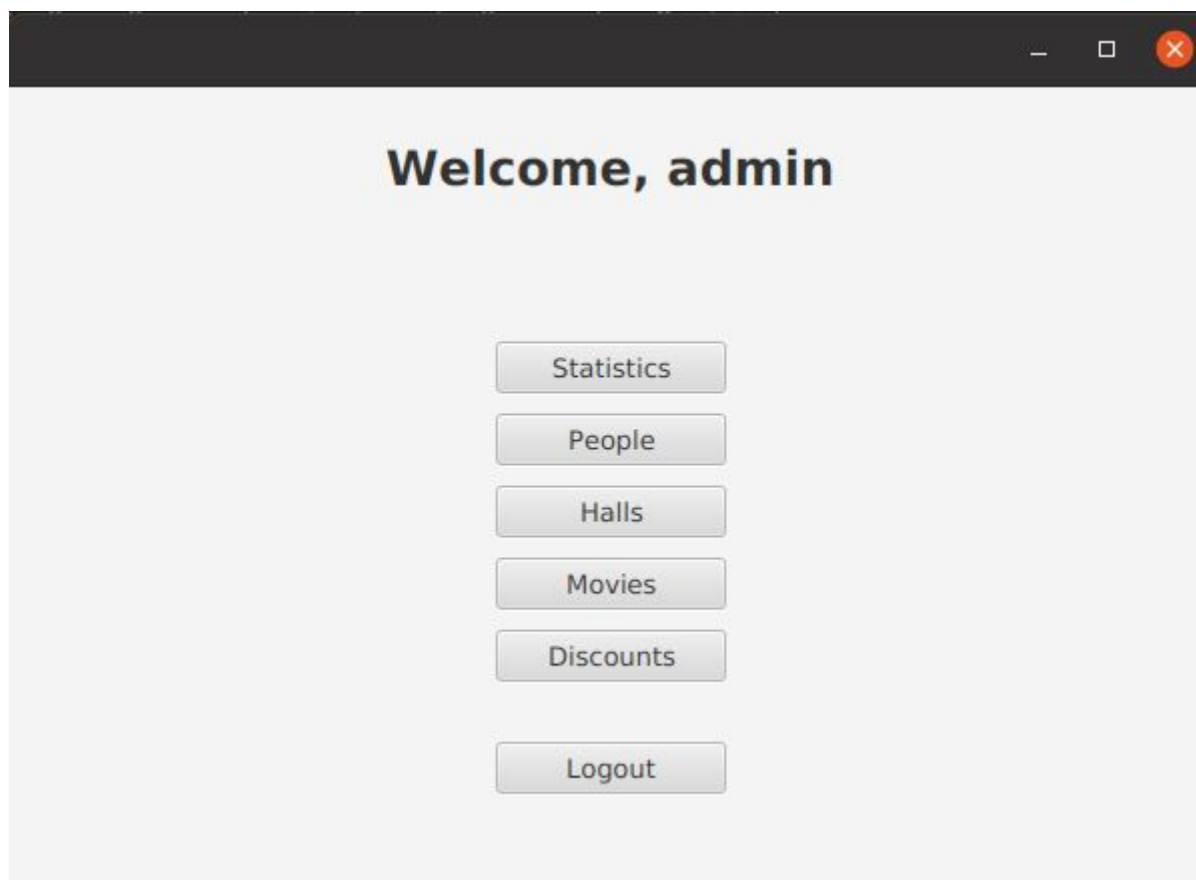 Welcome, admin
Statistics
People
Halls
Movies
Discounts
Logout